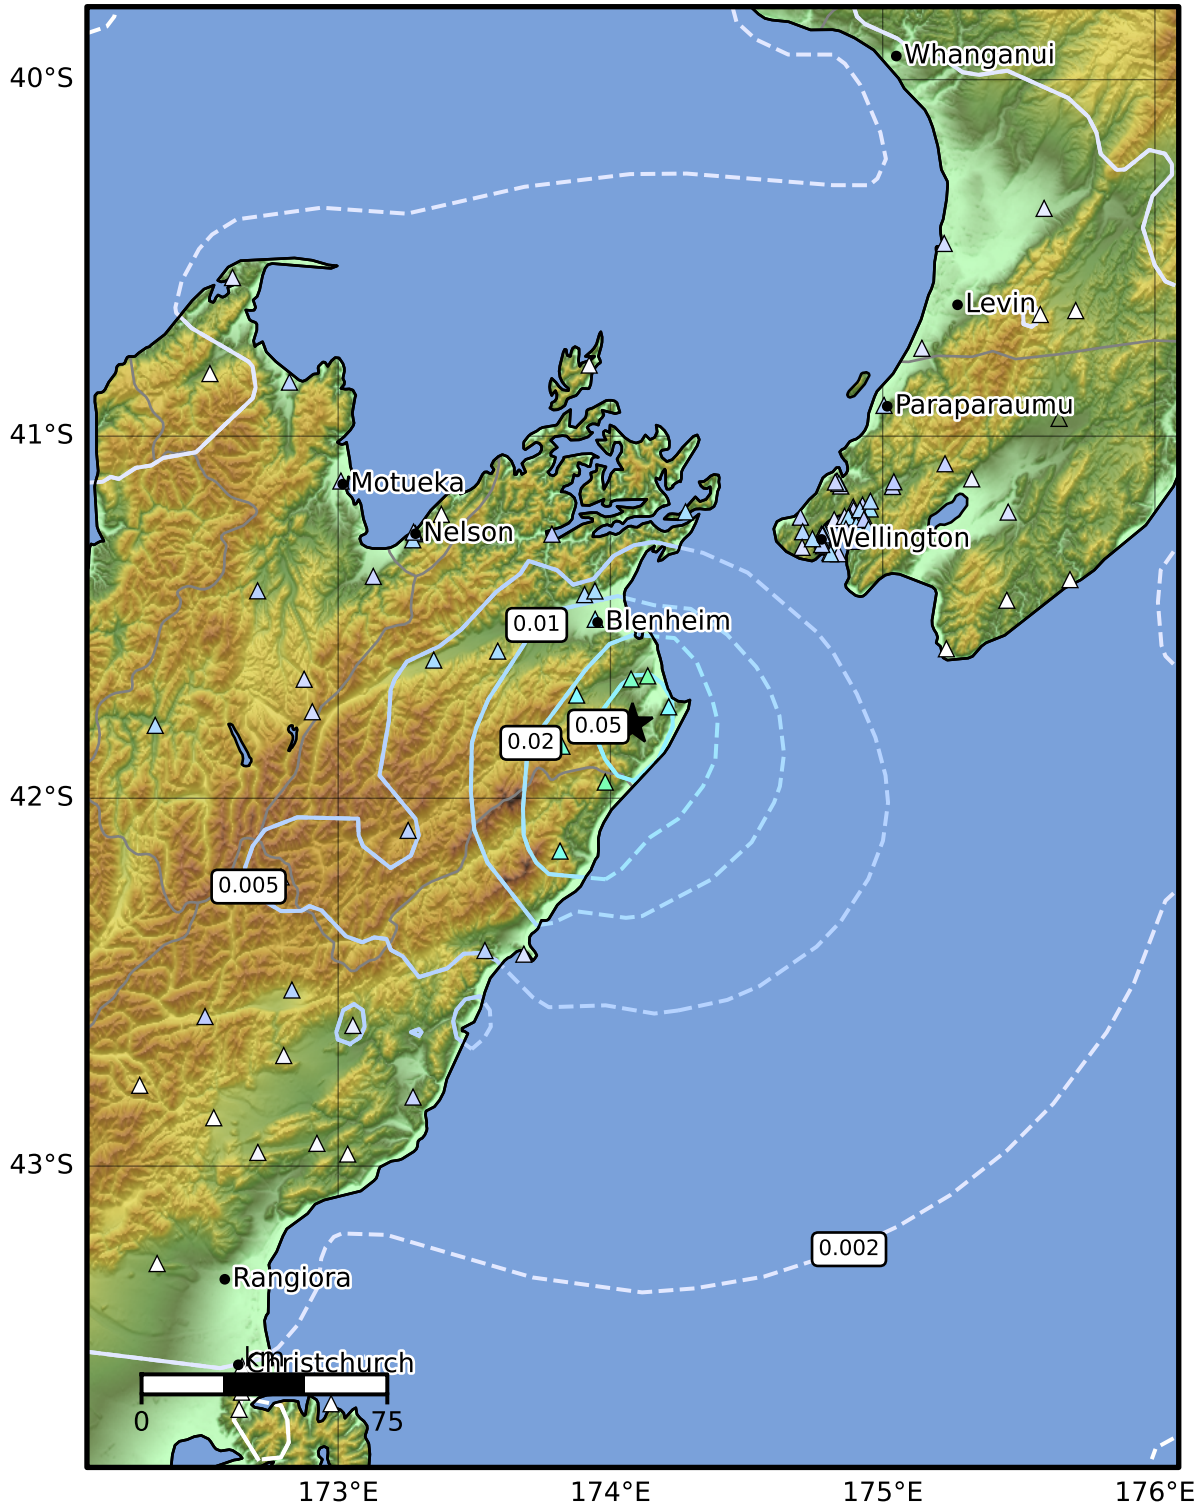 Whanganui
40°S
Levin
Paraparaumu
41°S
Motueka
Nelson
Wellington
0.01
Blenheim
0.05
0.02
42°S
0.005
43°S
0.002
Rangiora
km
Christchurch
0
75
173°E
174°E
175°E
176°E